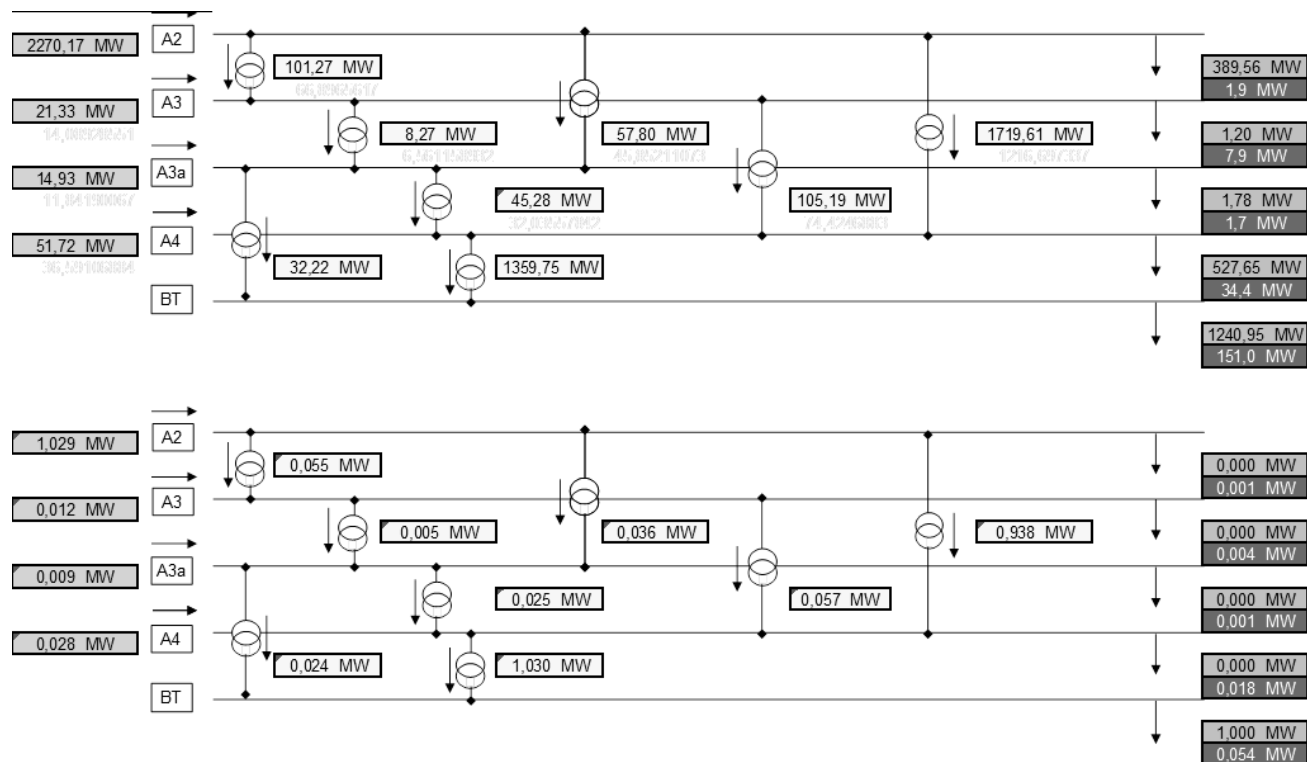 A2
2270,17 MW
101,27 MW
389,56 MW
1,9 MW
A3
21,33 MW
8,27 MW
57,80 MW
1719,61 MW
1,20 MW
7,9 MW
A3a
14,93 MW
45,28 MW
105,19 MW
1,78 MW
1,7 MW
A4
51,72 MW
32,22 MW
1359,75 MW
527,65 MW
34,4 MW
BT
1240,95 MW
151,0 MW
A2
1,029 MW
0,055 MW
0,000 MW
0,001 MW
A3
0,012 MW
0,005 MW
0,036 MW
0,938 MW
0,000 MW
0,004 MW
A3a
0,009 MW
0,025 MW
0,057 MW
0,000 MW
0,001 MW
A4
0,028 MW
0,024 MW
1,030 MW
0,000 MW
0,018 MW
BT
1,000 MW
0,054 MW